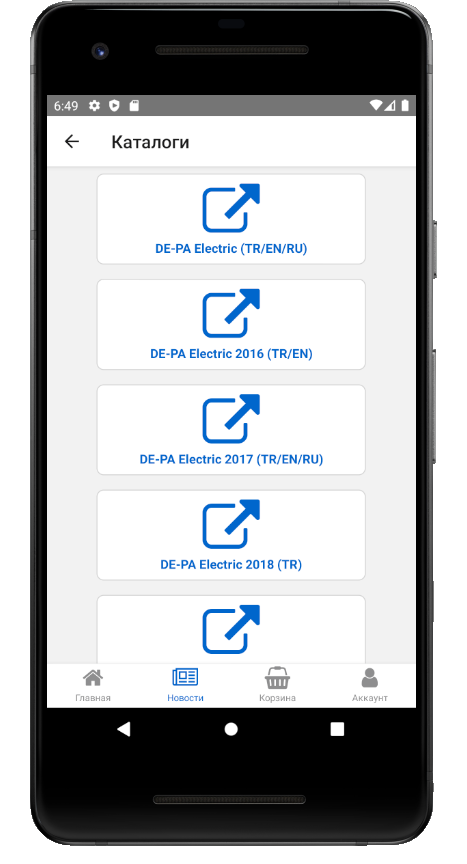 6:49
Каталоги
DE-PA Electric (TR/EN/RU)
DE-PA Electric 2016 (TR/EN)
DE-PA Electric 2017 (TR/EN/RU)
DE-PA Electric 2018 (TR)
Главная
Новости
Корзина
Аккаунт